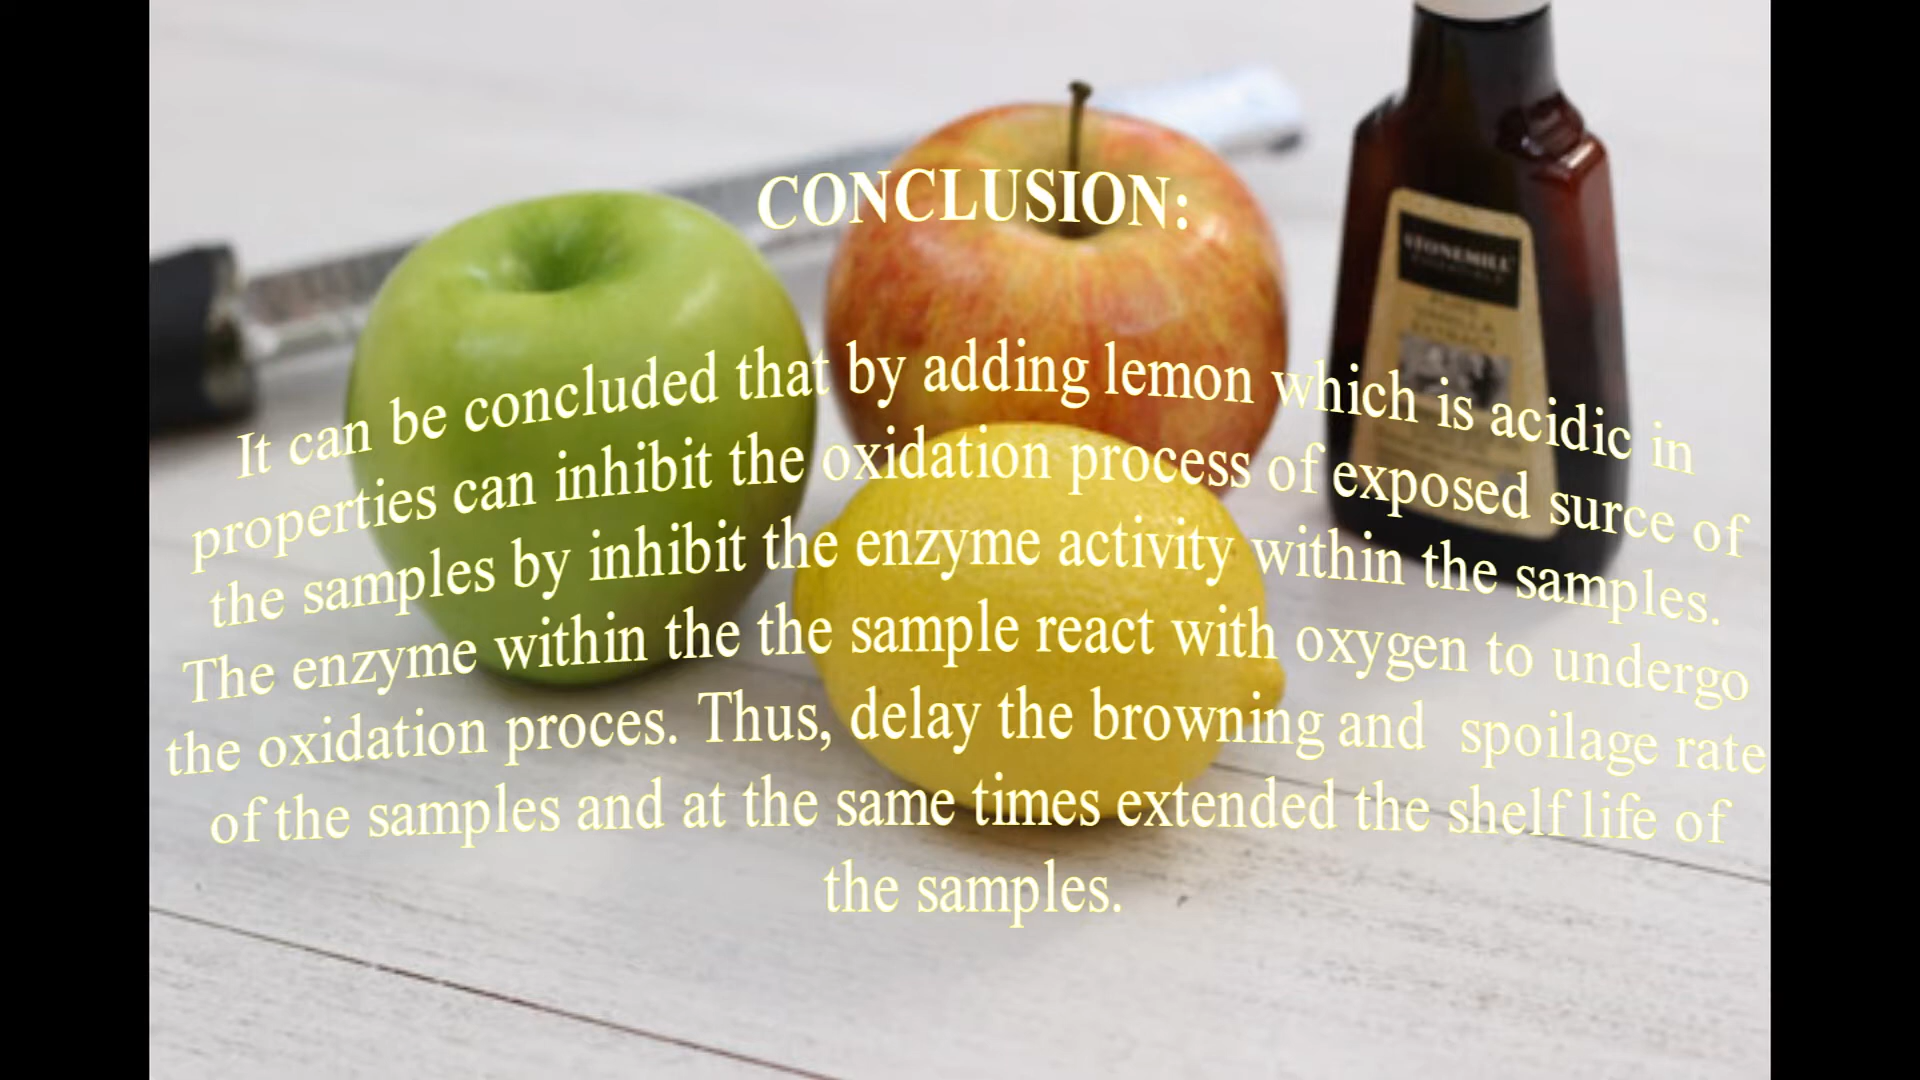 CONCLUSION:
It can be concluded that by adding lemon which is acidic in
properties can inhibit the oxidation process of exposed surce of
the samples by inhibit the enzyme activity within the samples.
The enzyme within the the sample react with oxygen to undergo
the oxidation proces. Thus, delay the browning and  spoilage rate
of the samples and at the same times extended the shelf life of
the samples.
STONEMILL
VANILLA
EXTRACT